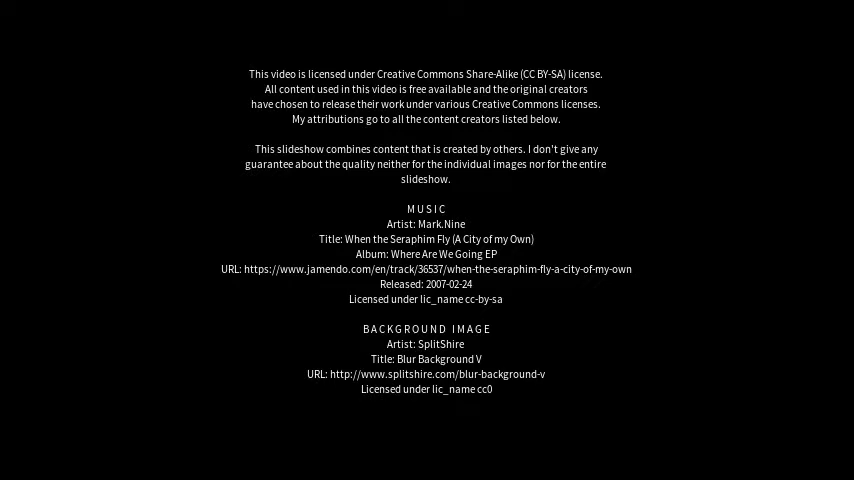 This video is licensed under Creative Commons Share-Alike (CC BY-SA) license.
All content used in this video is free available and the original creators
have chosen to release their work under various Creative Commons licenses.
My attributions go to all the content creators listed below.
This slideshow combines content that is created by others. I don't give any
guarantee about the quality neither for the individual images nor for the entire
slideshow.
MUSIC
Artist: Mark.Nine
Title: When the Seraphim Fly (A City of my Own)
Album: Where Are We Going EP
URL: https://www.jamendo.com/en/track/36537/when-the-seraphim-fly-a-city-of-my-own
Released: 2007-02-24
Licensed under lic_name cc-by-sa
BACKGROUND IMAGE
Artist: SplitShire
Title: Blur Background V
URL: http://www.splitshire.com/blur-background-v
Licensed under lic_name cc0